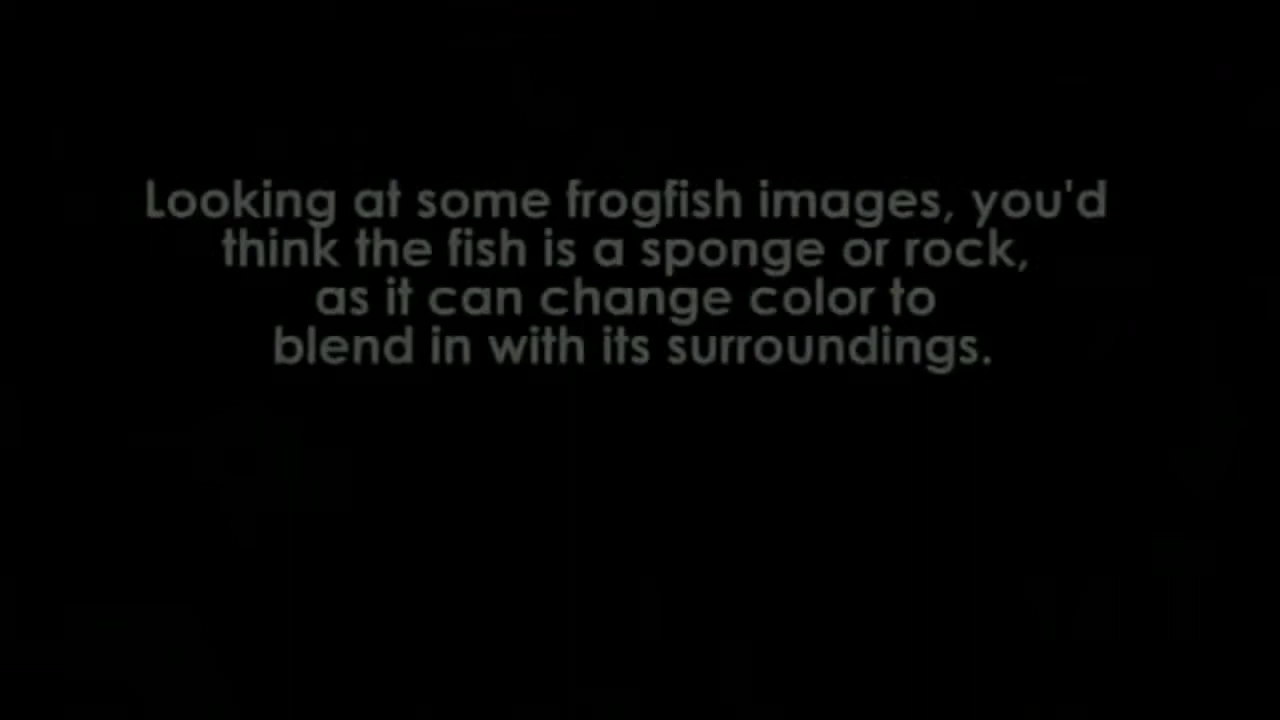 Looking at some frogfish images, you'd
think the fish is a sponge or rock,
as it can change color to
blend in with its surroundings.